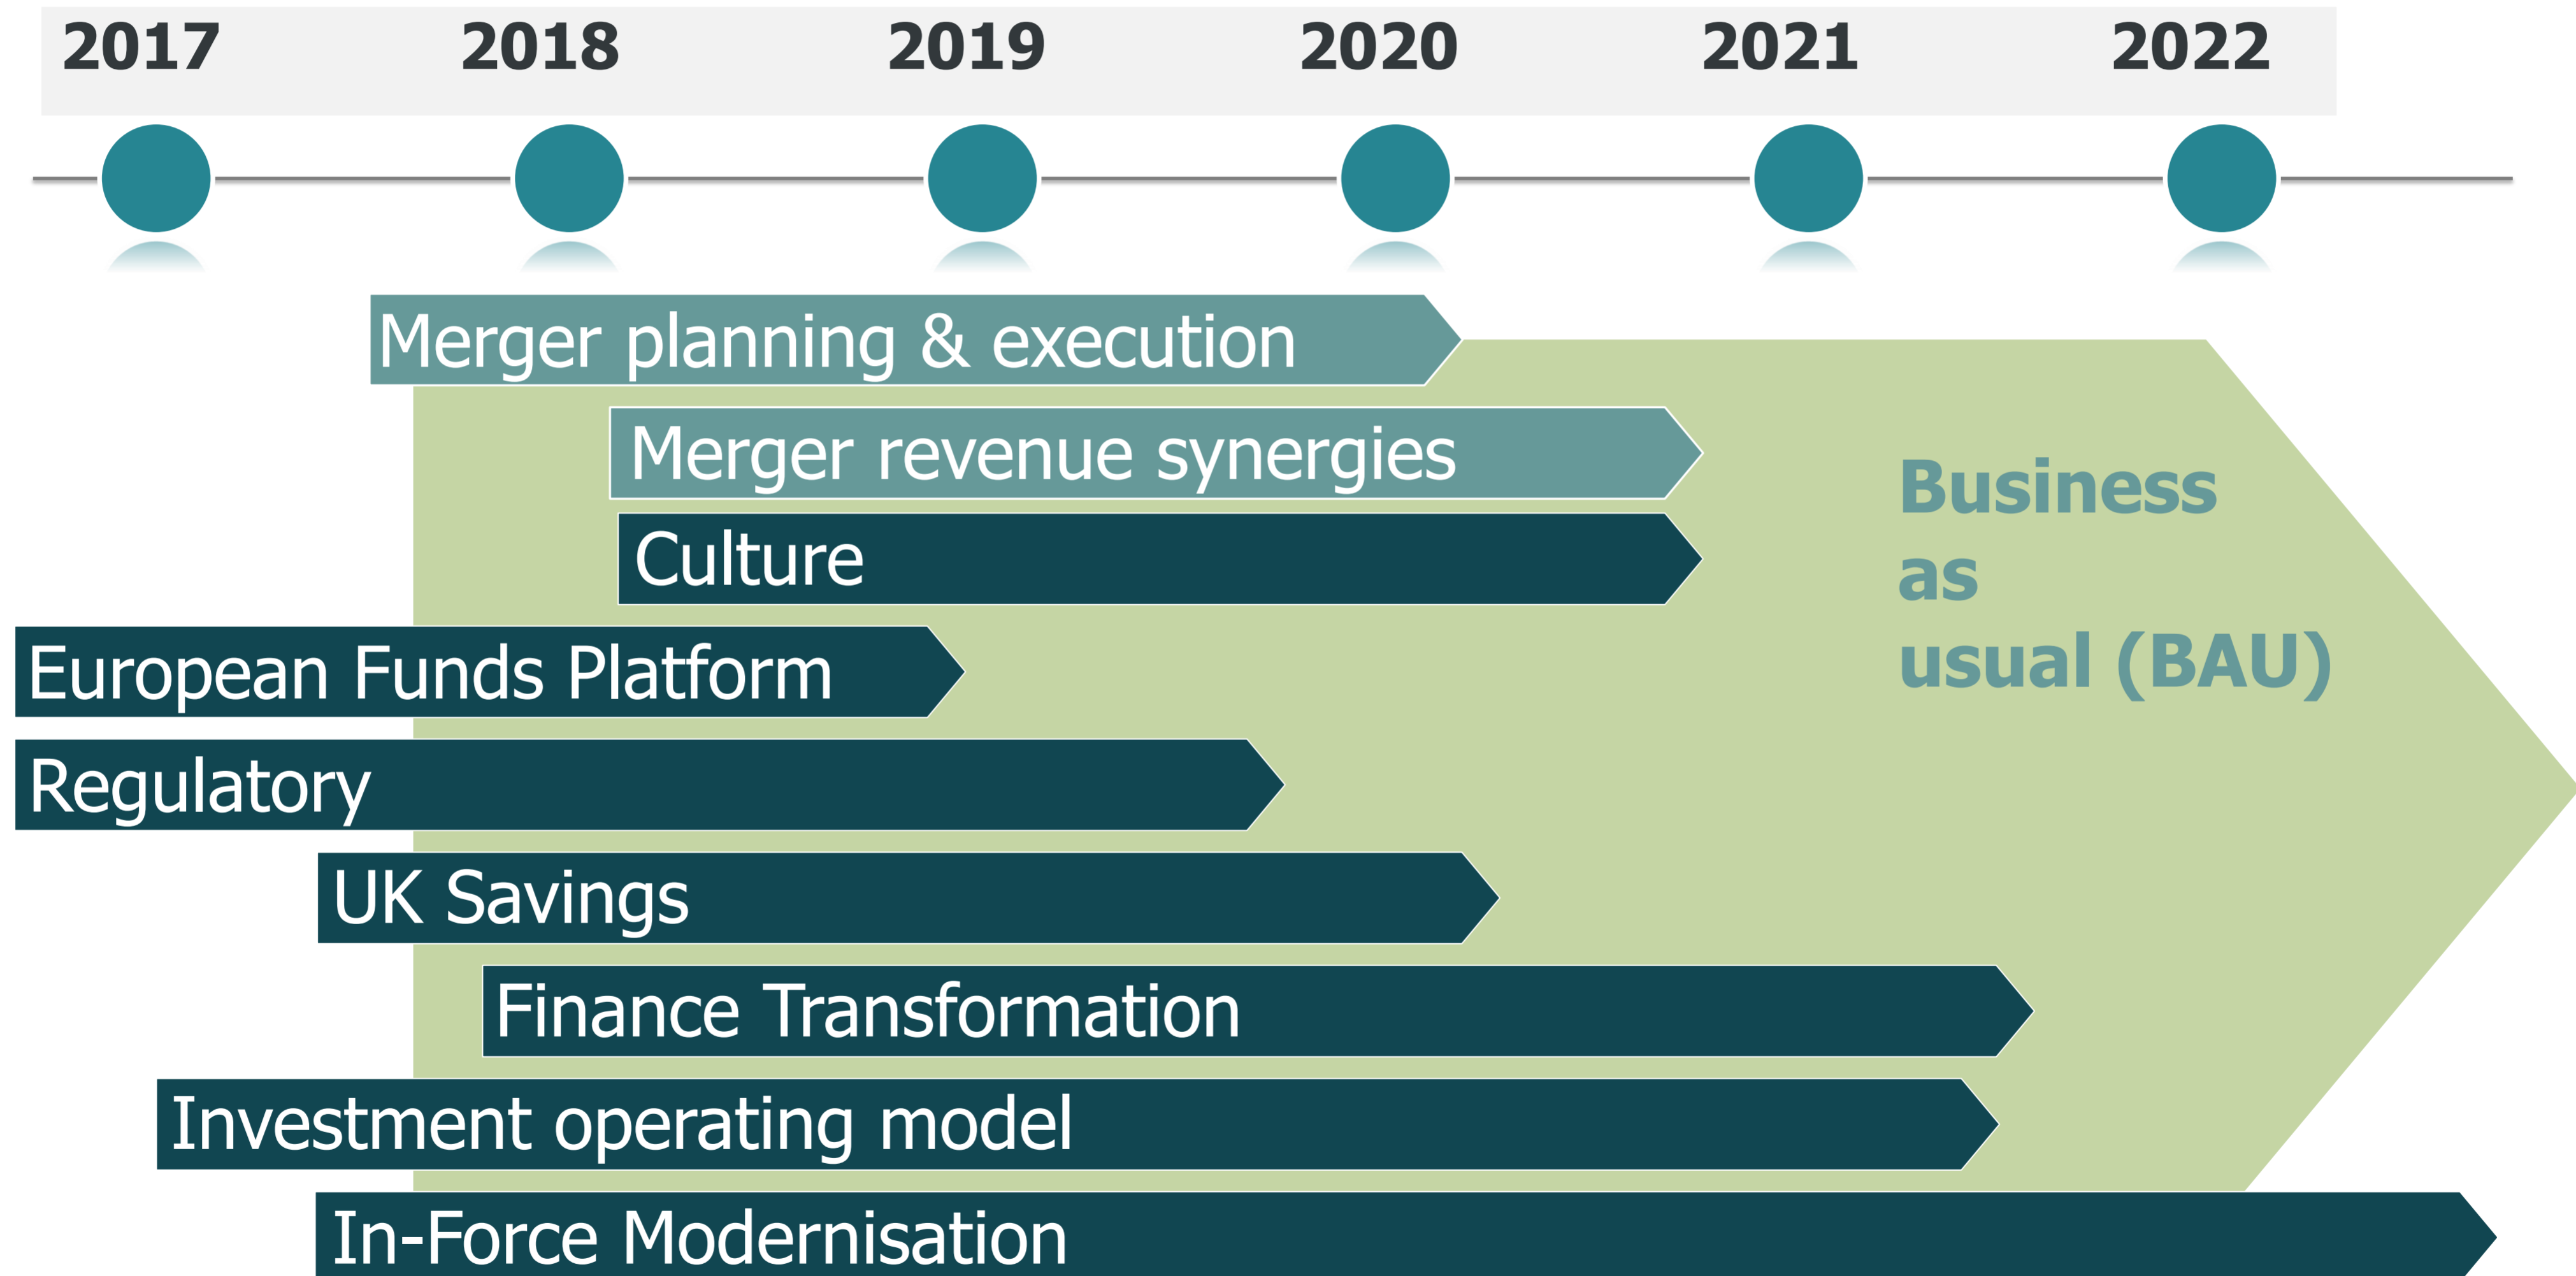 2017 2018 2019 2020 2021 2022
Merger planning & execution
Merger revenue synergies
Culture
European Funds Platform
Regulatory
UK Savings
Finance Transformation
Investment operating model
In-Force Modernisation
Business
as
usual (BAU)